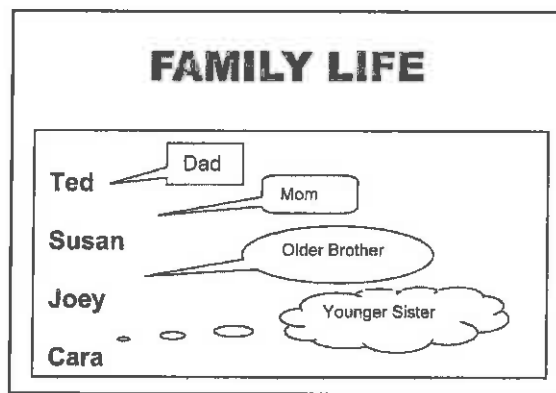 FAMILY LIFE
Ted
Dad
Mom
Susan
Older Brother
Joey
Younger Sister
Cara